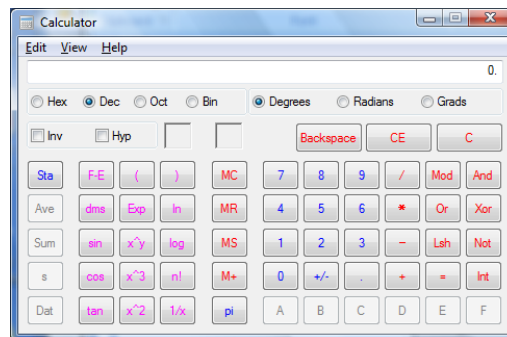 Calculator
Edit View Help
0.
Hex Dec Oct Bin Degrees Radians Grads
Inv Hyp Backspace CE C
Sta F-E ( ) MC 7 8 9 / Mod And
Ave dms Exp ln MR 4 5 6 * Or Xor
Sum sin x^y log MS 1 2 3 - Lsh Not
s cos x^3 n! M+ 0 +/- . + = Int
Dat tan x^2 1/x pi A B C D E F